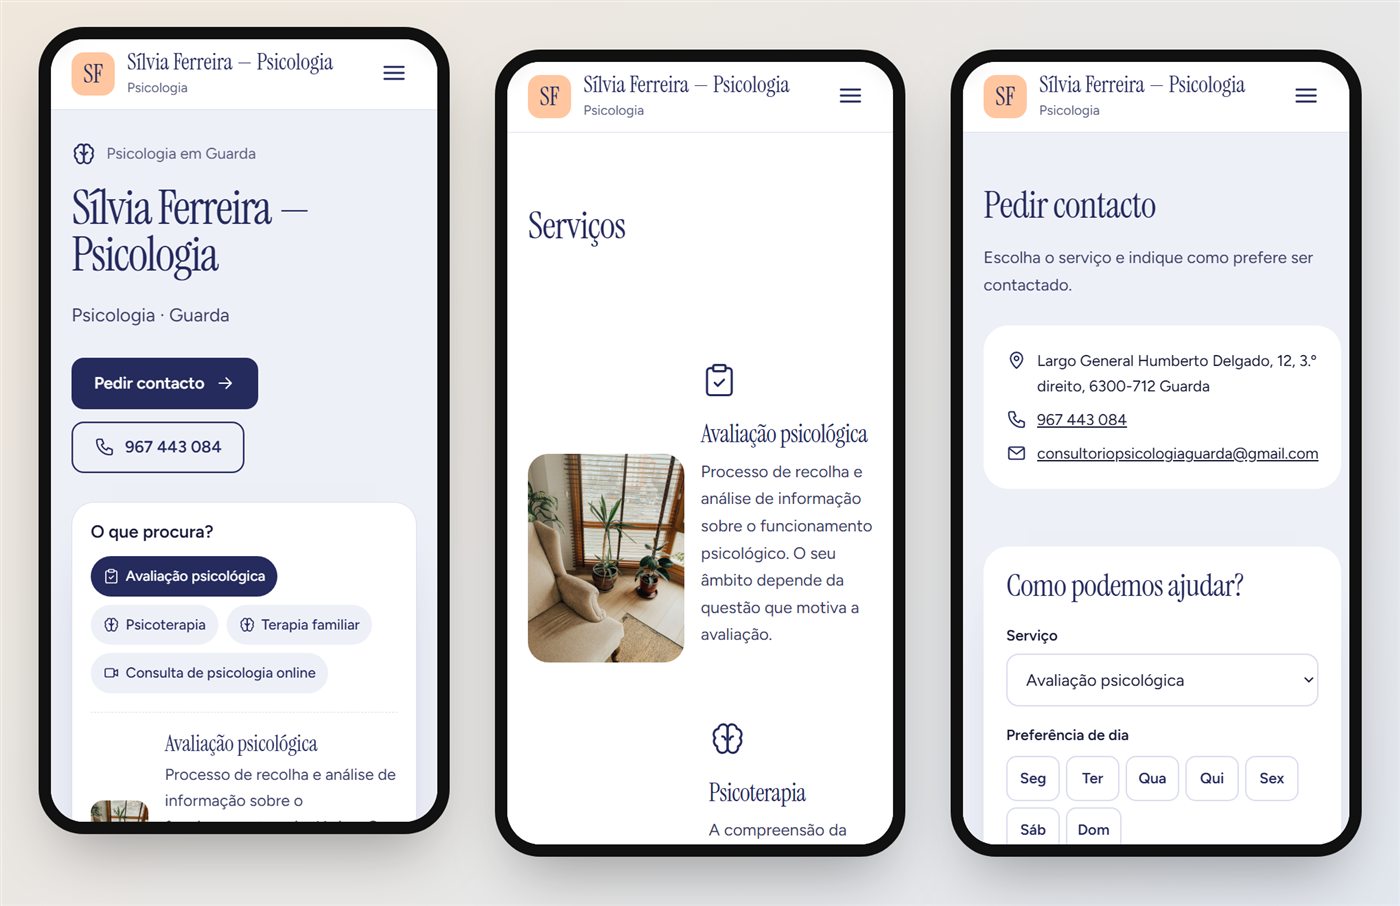 SF
Sílvia Ferreira — Psicologia
Psicologia
Psicologia em Guarda
Sílvia Ferreira —
Psicologia
Psicologia · Guarda
Pedir contacto
967 443 084
O que procura?
Avaliação psicológica
Psicoterapia
Terapia familiar
Consulta de psicologia online
Avaliação psicológica
Processo de recolha e análise de
informação sobre o
SF
Sílvia Ferreira — Psicologia
Psicologia
Serviços
Avaliação psicológica
Processo de recolha e
análise de informação
sobre o funcionamento
psicológico. O seu
âmbito depende da
questão que motiva a
avaliação.
Psicoterapia
A compreensão da
SF
Sílvia Ferreira — Psicologia
Psicologia
Pedir contacto
Escolha o serviço e indique como prefere ser
contactado.
Largo General Humberto Delgado, 12, 3.º
direito, 6300-712 Guarda
967 443 084
consultoriopsicologiaguarda@gmail.com
Como podemos ajudar?
Serviço
Avaliação psicológica
Preferência de dia
Seg Ter Qua Qui Sex
Sáb Dom